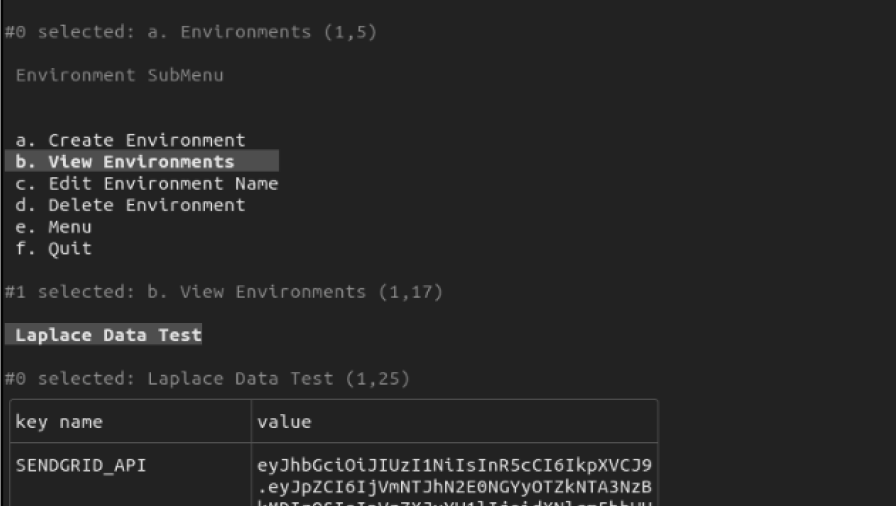 #0 selected: a. Environments (1,5)
Environment SubMenu
a. Create Environment
b. View Environments
c. Edit Environment Name
d. Delete Environment
e. Menu
f. Quit
#1 selected: b. View Environments (1,17)
Laplace Data Test
#0 selected: Laplace Data Test (1,25)
key name value
SENDGRID_API eyJhbGciOiJIUzI1NiIsInR5cCI6IkpXVCJ9
.eyJpZCI6IjVmNTJhN2E0NGYyOTZkNTA3NzB